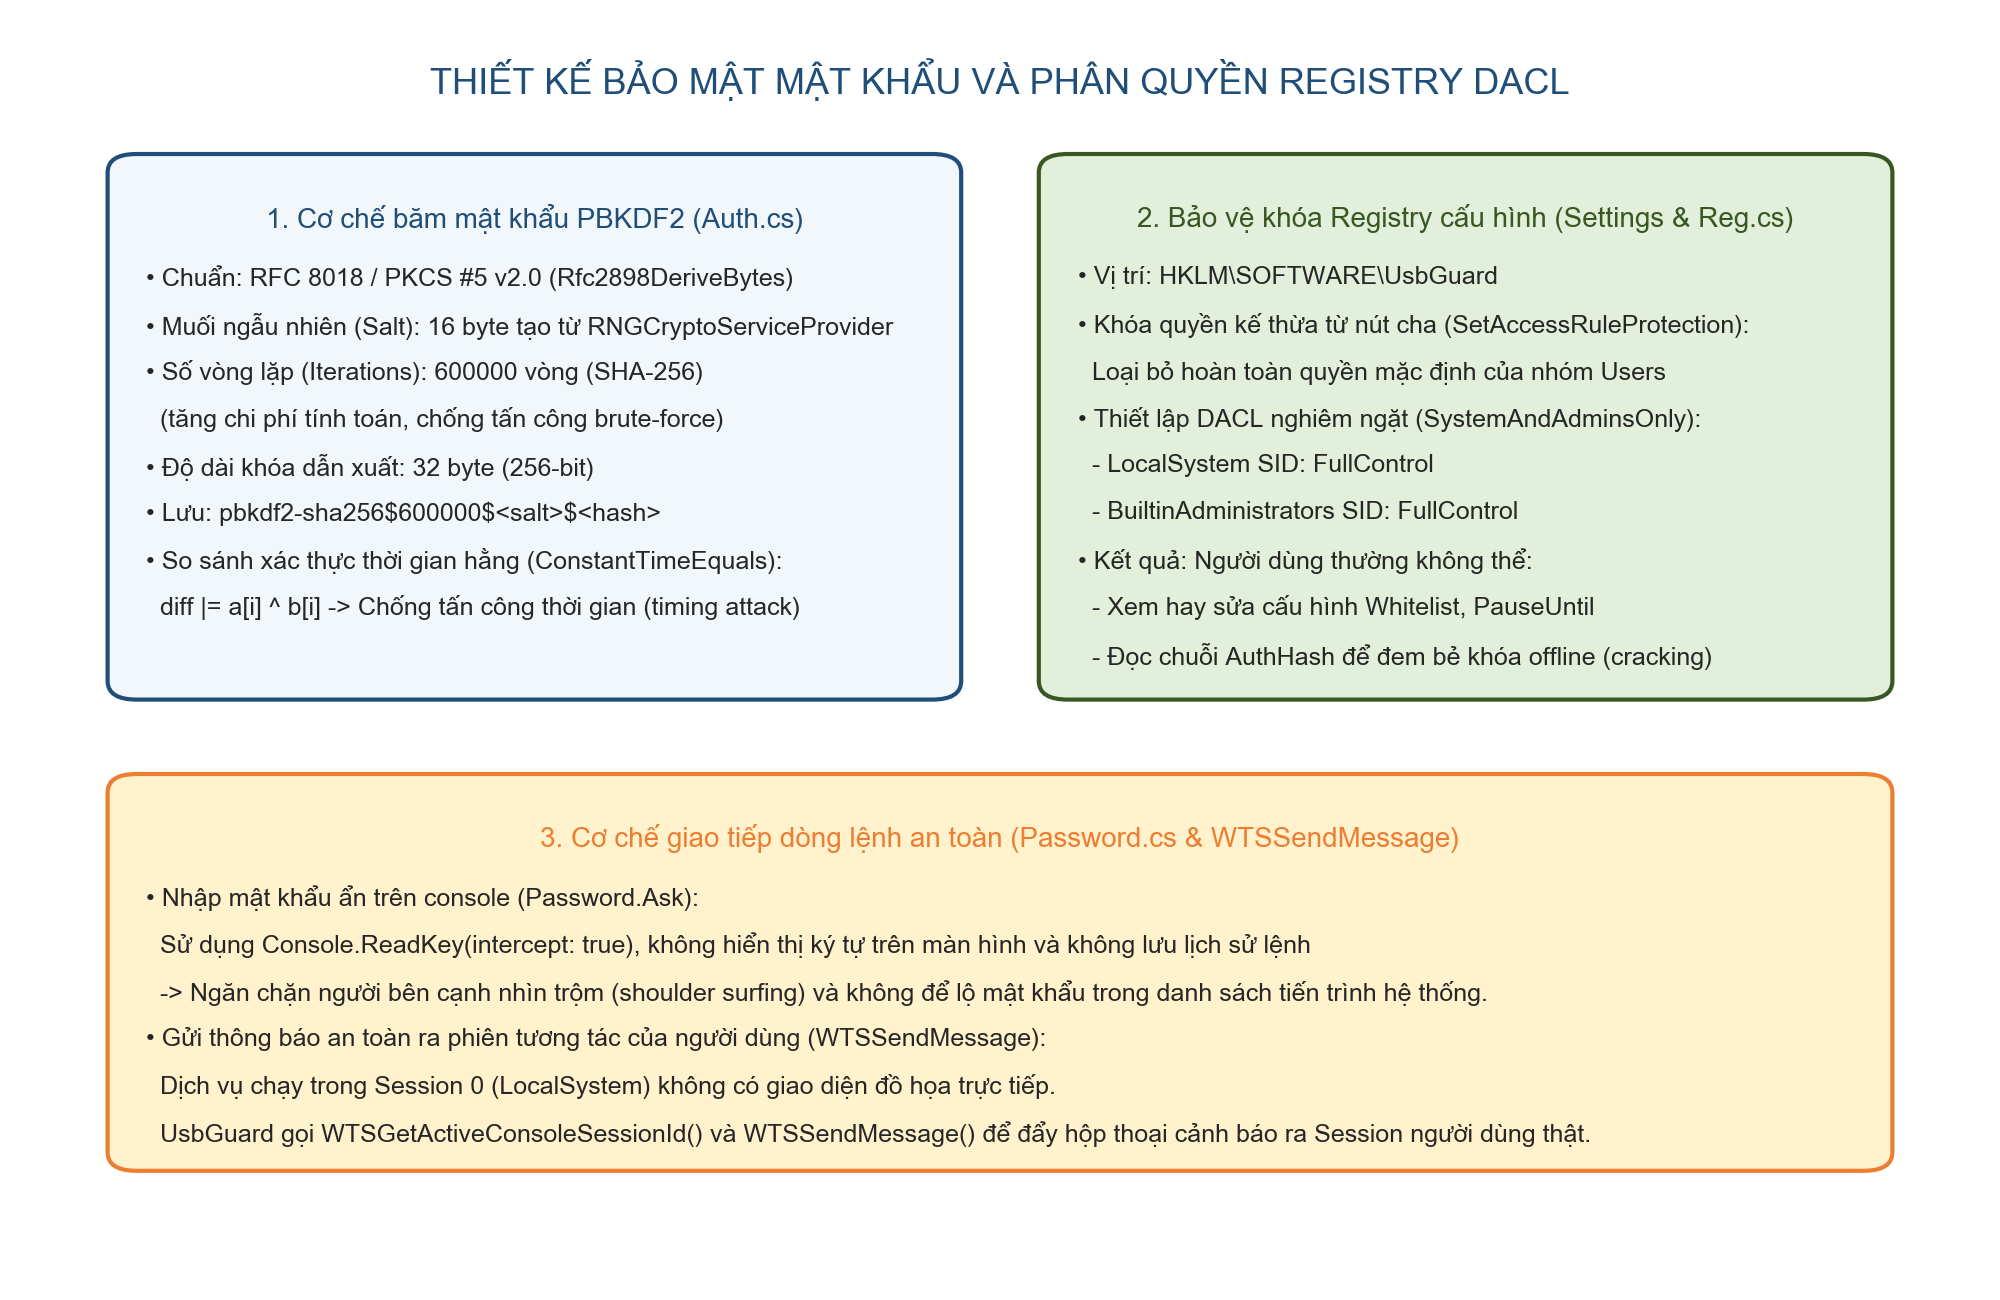 THIẾT KẾ BẢO MẬT MẬT KHẨU VÀ PHÂN QUYỀN REGISTRY DACL
1. Cơ chế băm mật khẩu PBKDF2 (Auth.cs)
• Chuẩn: RFC 8018 / PKCS #5 v2.0 (Rfc2898DeriveBytes)
• Muối ngẫu nhiên (Salt): 16 byte tạo từ RNGCryptoServiceProvider
• Số vòng lặp (Iterations): 600000 vòng (SHA-256)
(tăng chi phí tính toán, chống tấn công brute-force)
• Độ dài khóa dẫn xuất: 32 byte (256-bit)
• Lưu: pbkdf2-sha256$600000$<salt>$<hash>
• So sánh xác thực thời gian hằng (ConstantTimeEquals):
diff |= a[i] ^ b[i] -> Chống tấn công thời gian (timing attack)
2. Bảo vệ khóa Registry cấu hình (Settings & Reg.cs)
• Vị trí: HKLM\SOFTWARE\UsbGuard
• Khóa quyền kế thừa từ nút cha (SetAccessRuleProtection):
Loại bỏ hoàn toàn quyền mặc định của nhóm Users
• Thiết lập DACL nghiêm ngặt (SystemAndAdminsOnly):
- LocalSystem SID: FullControl
- BuiltinAdministrators SID: FullControl
• Kết quả: Người dùng thường không thể:
- Xem hay sửa cấu hình Whitelist, PauseUntil
- Đọc chuỗi AuthHash để đem bẻ khóa offline (cracking)
3. Cơ chế giao tiếp dòng lệnh an toàn (Password.cs & WTSSendMessage)
• Nhập mật khẩu ẩn trên console (Password.Ask):
Sử dụng Console.ReadKey(intercept: true), không hiển thị ký tự trên màn hình và không lưu lịch sử lệnh
-> Ngăn chặn người bên cạnh nhìn trộm (shoulder surfing) và không để lộ mật khẩu trong danh sách tiến trình hệ thống.
• Gửi thông báo an toàn ra phiên tương tác của người dùng (WTSSendMessage):
Dịch vụ chạy trong Session 0 (LocalSystem) không có giao diện đồ họa trực tiếp.
UsbGuard gọi WTSGetActiveConsoleSessionId() và WTSSendMessage() để đẩy hộp thoại cảnh báo ra Session người dùng thật.